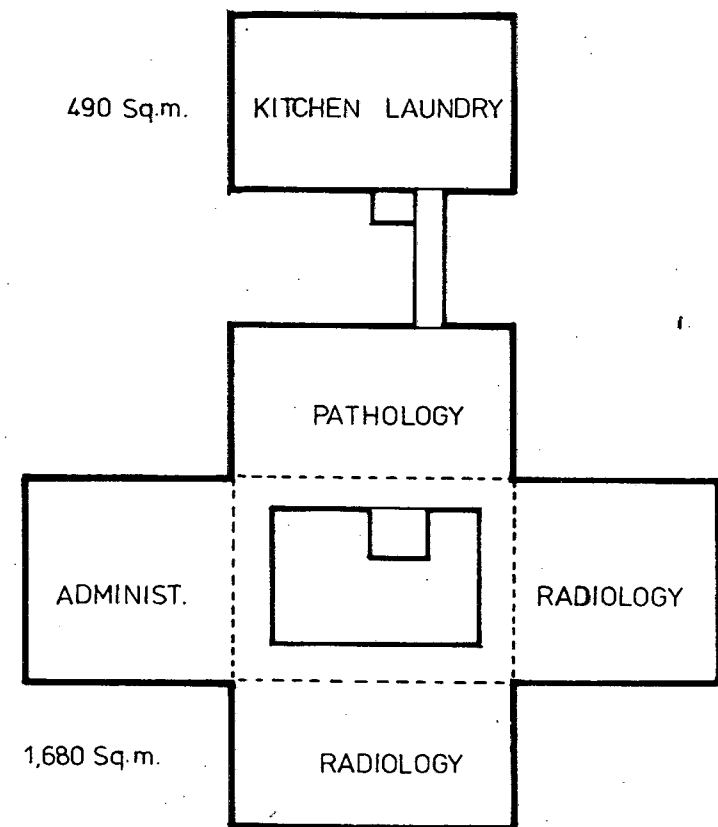 490 Sq.m.
KITCHEN LAUNDRY
PATHOLOGY
ADMINIST.
RADIOLOGY
1,680 Sq.m.
RADIOLOGY